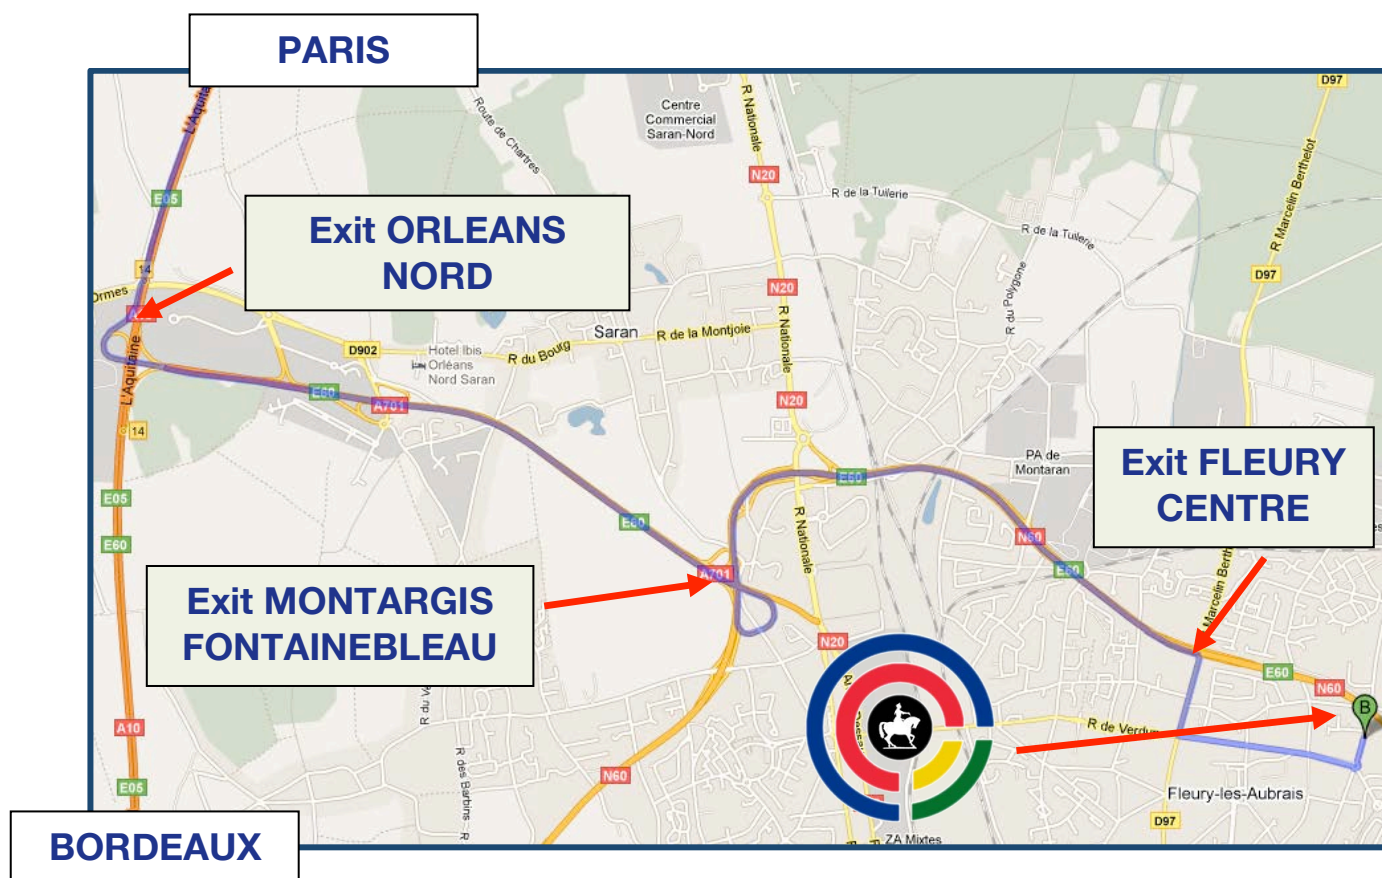 PARIS
L'Aquitaine
Route de Chartres
Centre
Commercial
Saran-Nord
R Nationale
D97
E05
N20
R de la Tuilerie
R Marcelin Berthelot
Exit ORLEANS
NORD
R de la Tuilerie
R du Polygone
D97
14
Ormes
N20
Saran
R de la Montjoie
R Nationale
D902
R du Bourg
Hotel Ibis
Orléans
Nord Saran
L'Aquitaine
E60
A701
N20
14
PA de
Montaran
Exit FLEURY
CENTRE
E60
E05
E60
E60
R Nationale
N60
E60
A701
Exit MONTARGIS
FONTAINEBLEAU
N20
E60
N60
B
A10
R de Verdun
R des Barbins
N60
E05
Fleury-les-Aubrais
D97
ZA Mixtes
BORDEAUX